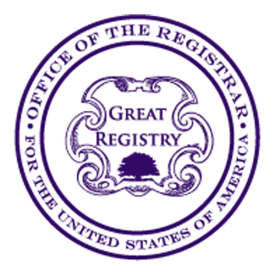 • OFFICE OF THE REGISTRAR •
GREAT
REGISTRY
FOR THE UNITED STATES OF AMERICA